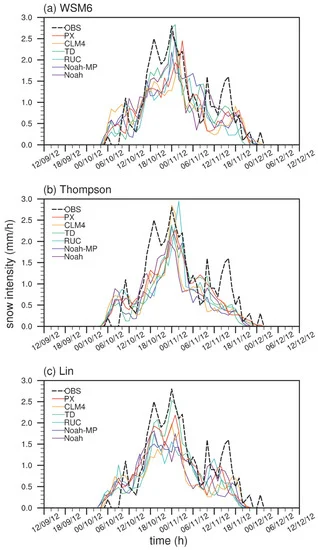 (a) WSM6
3.0
2.5
2.0
1.5
1.0
0.5
0.0
OBS
PX
CLM4
TD
RUC
Noah-MP
Noah
12/09/12 18/09/12 00/10/12 06/10/12 12/10/12 18/10/12 00/11/12 06/11/12 12/11/12 18/11/12 00/12/12 06/12/12 12/12/12
(b) Thompson
snow intensity (mm/h)
3.0
2.5
2.0
1.5
1.0
0.5
0.0
OBS
PX
CLM4
TD
RUC
Noah-MP
Noah
12/09/12 18/09/12 00/10/12 06/10/12 12/10/12 18/10/12 00/11/12 06/11/12 12/11/12 18/11/12 00/12/12 06/12/12 12/12/12
(c) Lin
3.0
2.5
2.0
1.5
1.0
0.5
0.0
OBS
PX
CLM4
TD
RUC
Noah-MP
Noah
12/09/12 18/09/12 00/10/12 06/10/12 12/10/12 18/10/12 00/11/12 06/11/12 12/11/12 18/11/12 00/12/12 06/12/12 12/12/12
time (h)